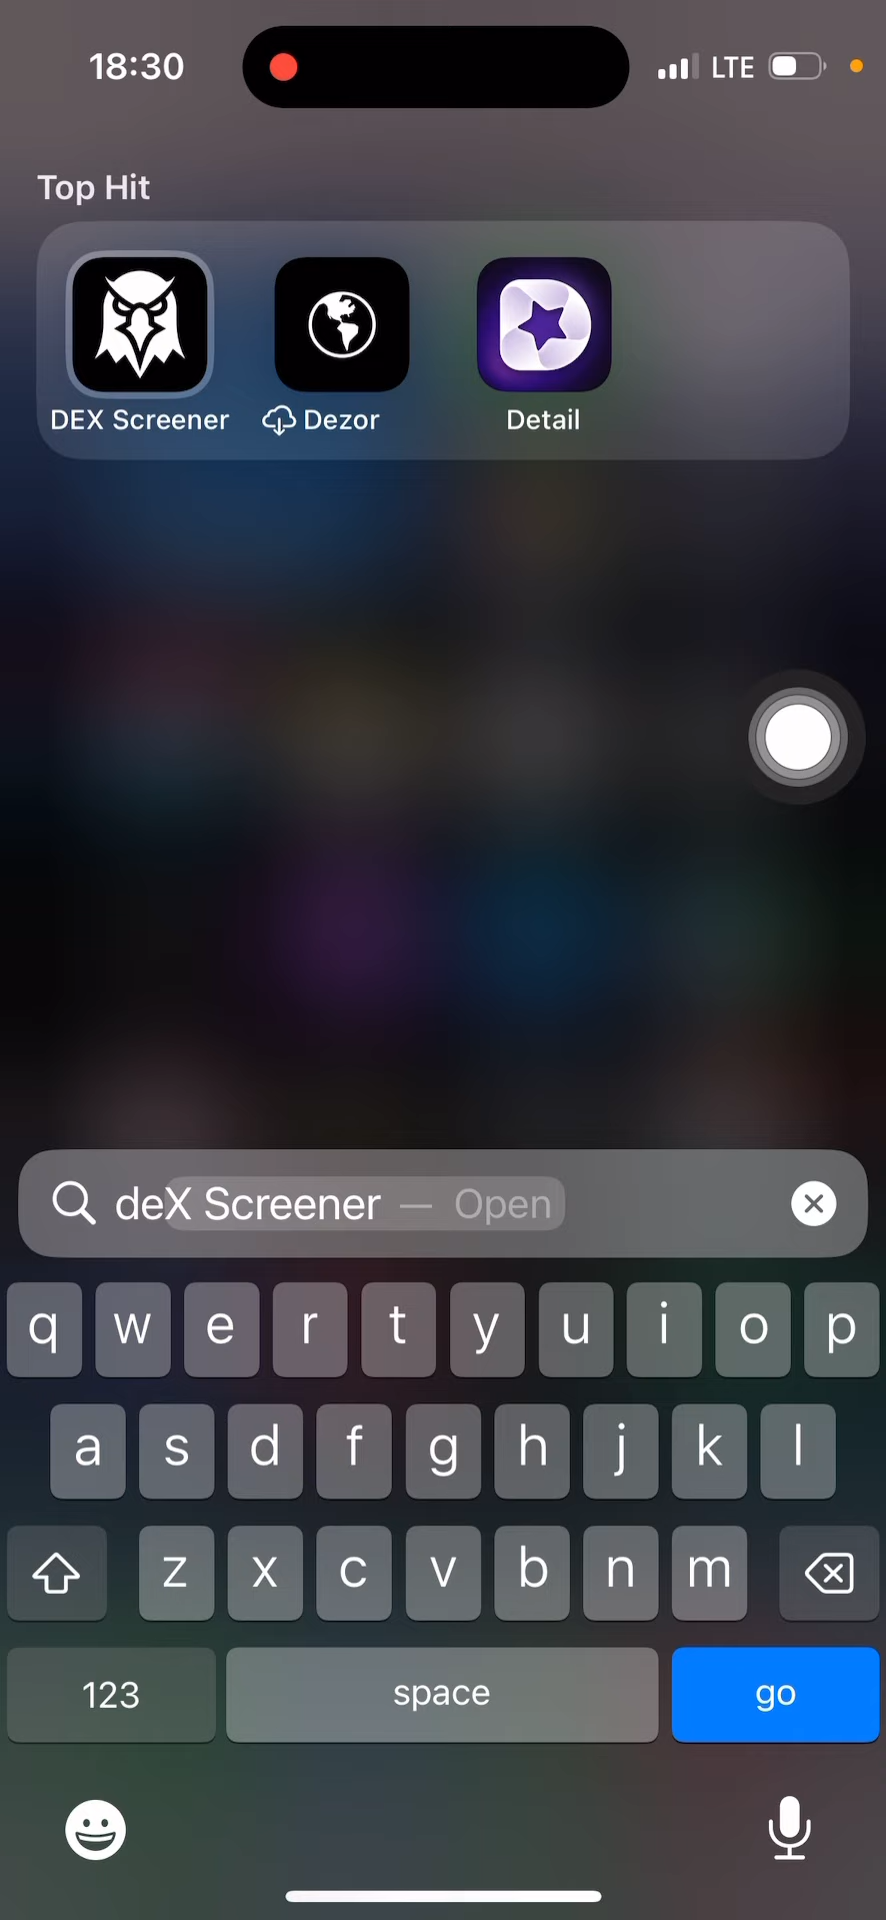 18:30 LTE
Top Hit
DEX Screener Dezor Detail
deX Screener — Open
q w e r t y u i o p
a s d f g h j k l
z x c v b n m
123 space go